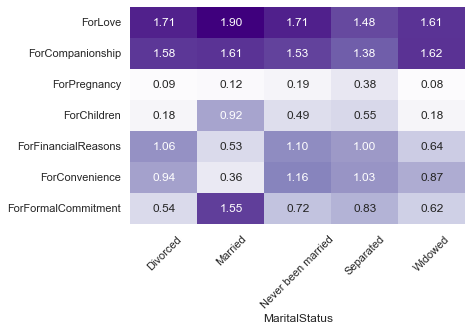 ForLove 1.71 1.90 1.71 1.48 1.61
ForCompanionship 1.58 1.61 1.53 1.38 1.62
ForPregnancy 0.09 0.12 0.19 0.38 0.08
ForChildren 0.18 0.92 0.49 0.55 0.18
ForFinancialReasons 1.06 0.53 1.10 1.00 0.64
ForConvenience 0.94 0.36 1.16 1.03 0.87
ForFormalCommitment 0.54 1.55 0.72 0.83 0.62
Divorced Married Never been married Separated Widowed
MaritalStatus